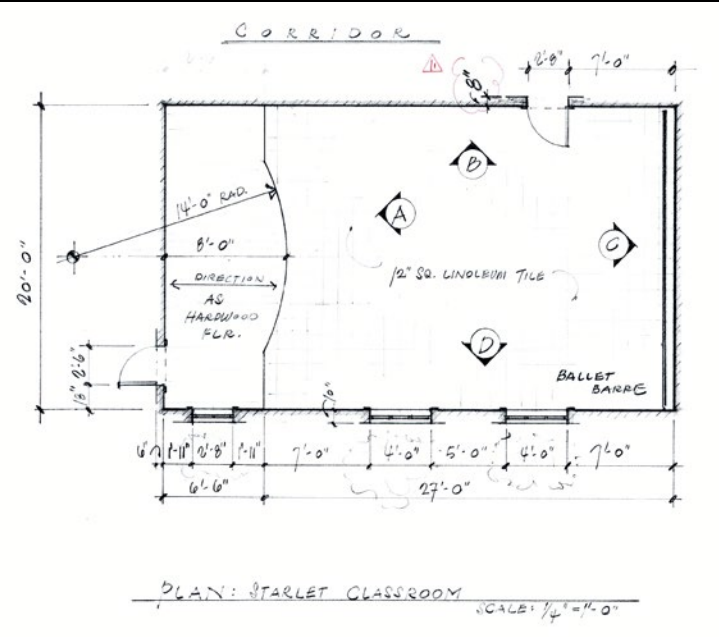 CORRIDOR
2'-8"
7'-0"
8"
B
14'-0" RAD.
A
8'-0"
C
20'-0"
DIRECTION
AS
HARDWOOD
FLR.
12" SQ. LINOLEUM TILE
D
2'-6"
18"
BALLET
BARRE
6"
1'-11"
2'-8"
1'-11"
7'-0"
4'-0"
5'-0"
4'-0"
7'-0"
6'-6"
27'-0"
PLAN: STARLET CLASSROOM
SCALE: 1/4" = 1'-0"